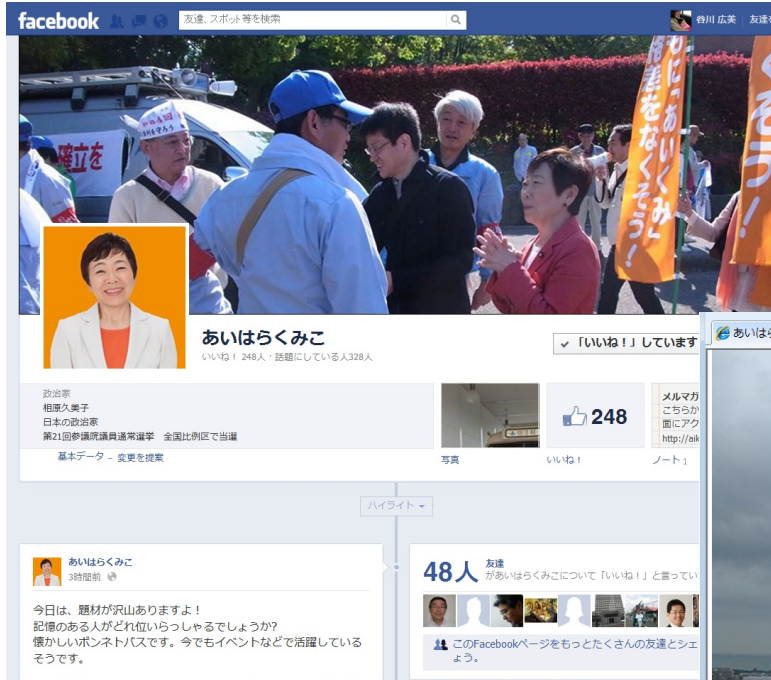 facebook
友達、スポット等を検索
谷川 広美
友達を
確立を
格差をなくそう!
あいはらくみこ
いいね! 248人・話題にしている人328人
「いいね!」しています
あいはら
政治家
相原久美子
日本の政治家
第21回参議院議員通常選挙 全国比例区で当選
基本データ - 変更を提案
写真
248
いいね!
メルマガ
こちらか
面にアク
http://aik
ノート 1
ハイライト
あいはらくみこ
3時間前
今日は、題材が沢山ありますよ!
記憶のある人がどれ位いらっしゃるでしょうか?
懐かしいボンネトバスです。今でもイベントなどで活躍している
そうです。
48人 友達
があいはらくみこについて「いいね!」と言ってい
このFacebookページをもっとたくさんの友達とシェ
ょう。